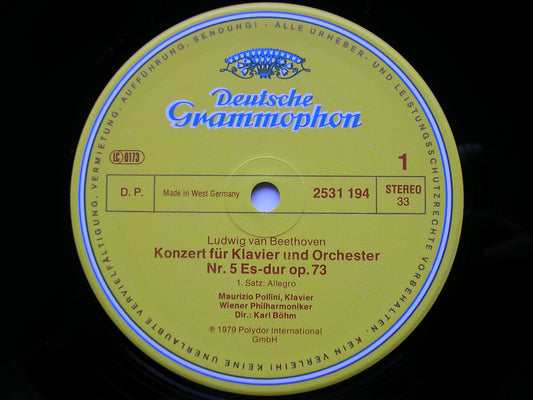 ALLE URHEBER- UND LEISTUNGSSCHUTZRECHTE VORBEHALTEN. KEIN VERLEIH! KEINE UNERLAUBTE VERVIELFÄLTIGUNG, VERMIETUNG, AUFFÜHRUNG, SENDUNG! -
Deutsche
Grammophon
LC 0173
1
D. P.
Made in West Germany
2531 194
STEREO
33
Ludwig van Beethoven
Konzert für Klavier und Orchester
Nr. 5 Es-dur op. 73
1. Satz: Allegro
Maurizio Pollini, Klavier
Wiener Philharmoniker
Dir.: Karl Böhm
℗ 1979 Polydor International
GmbH